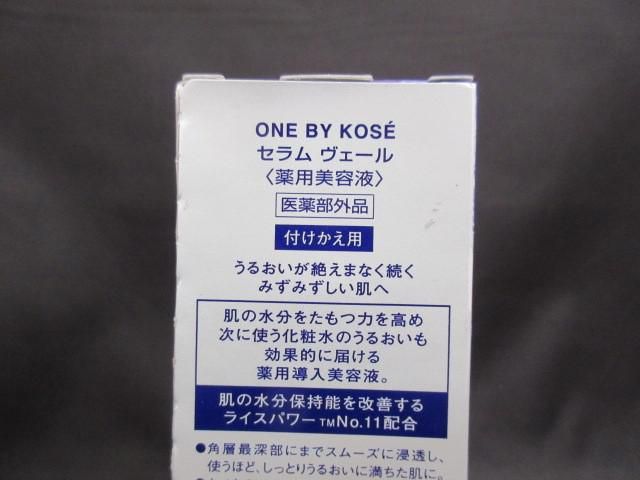 ONE BY KOSÉ
セラム ヴェール
〈薬用美容液〉
医薬部外品
付けかえ用
うるおいが絶えまなく続く
みずみずしい肌へ
肌の水分をたもつ力を高め
次に使う化粧水のうるおいも
効果的に届ける
薬用導入美容液。
肌の水分保持能を改善する
ライスパワー™No.11配合
●角層最深部にまでスムーズに浸透し、
使うほど、しっとりうるおいに満ちた肌に。